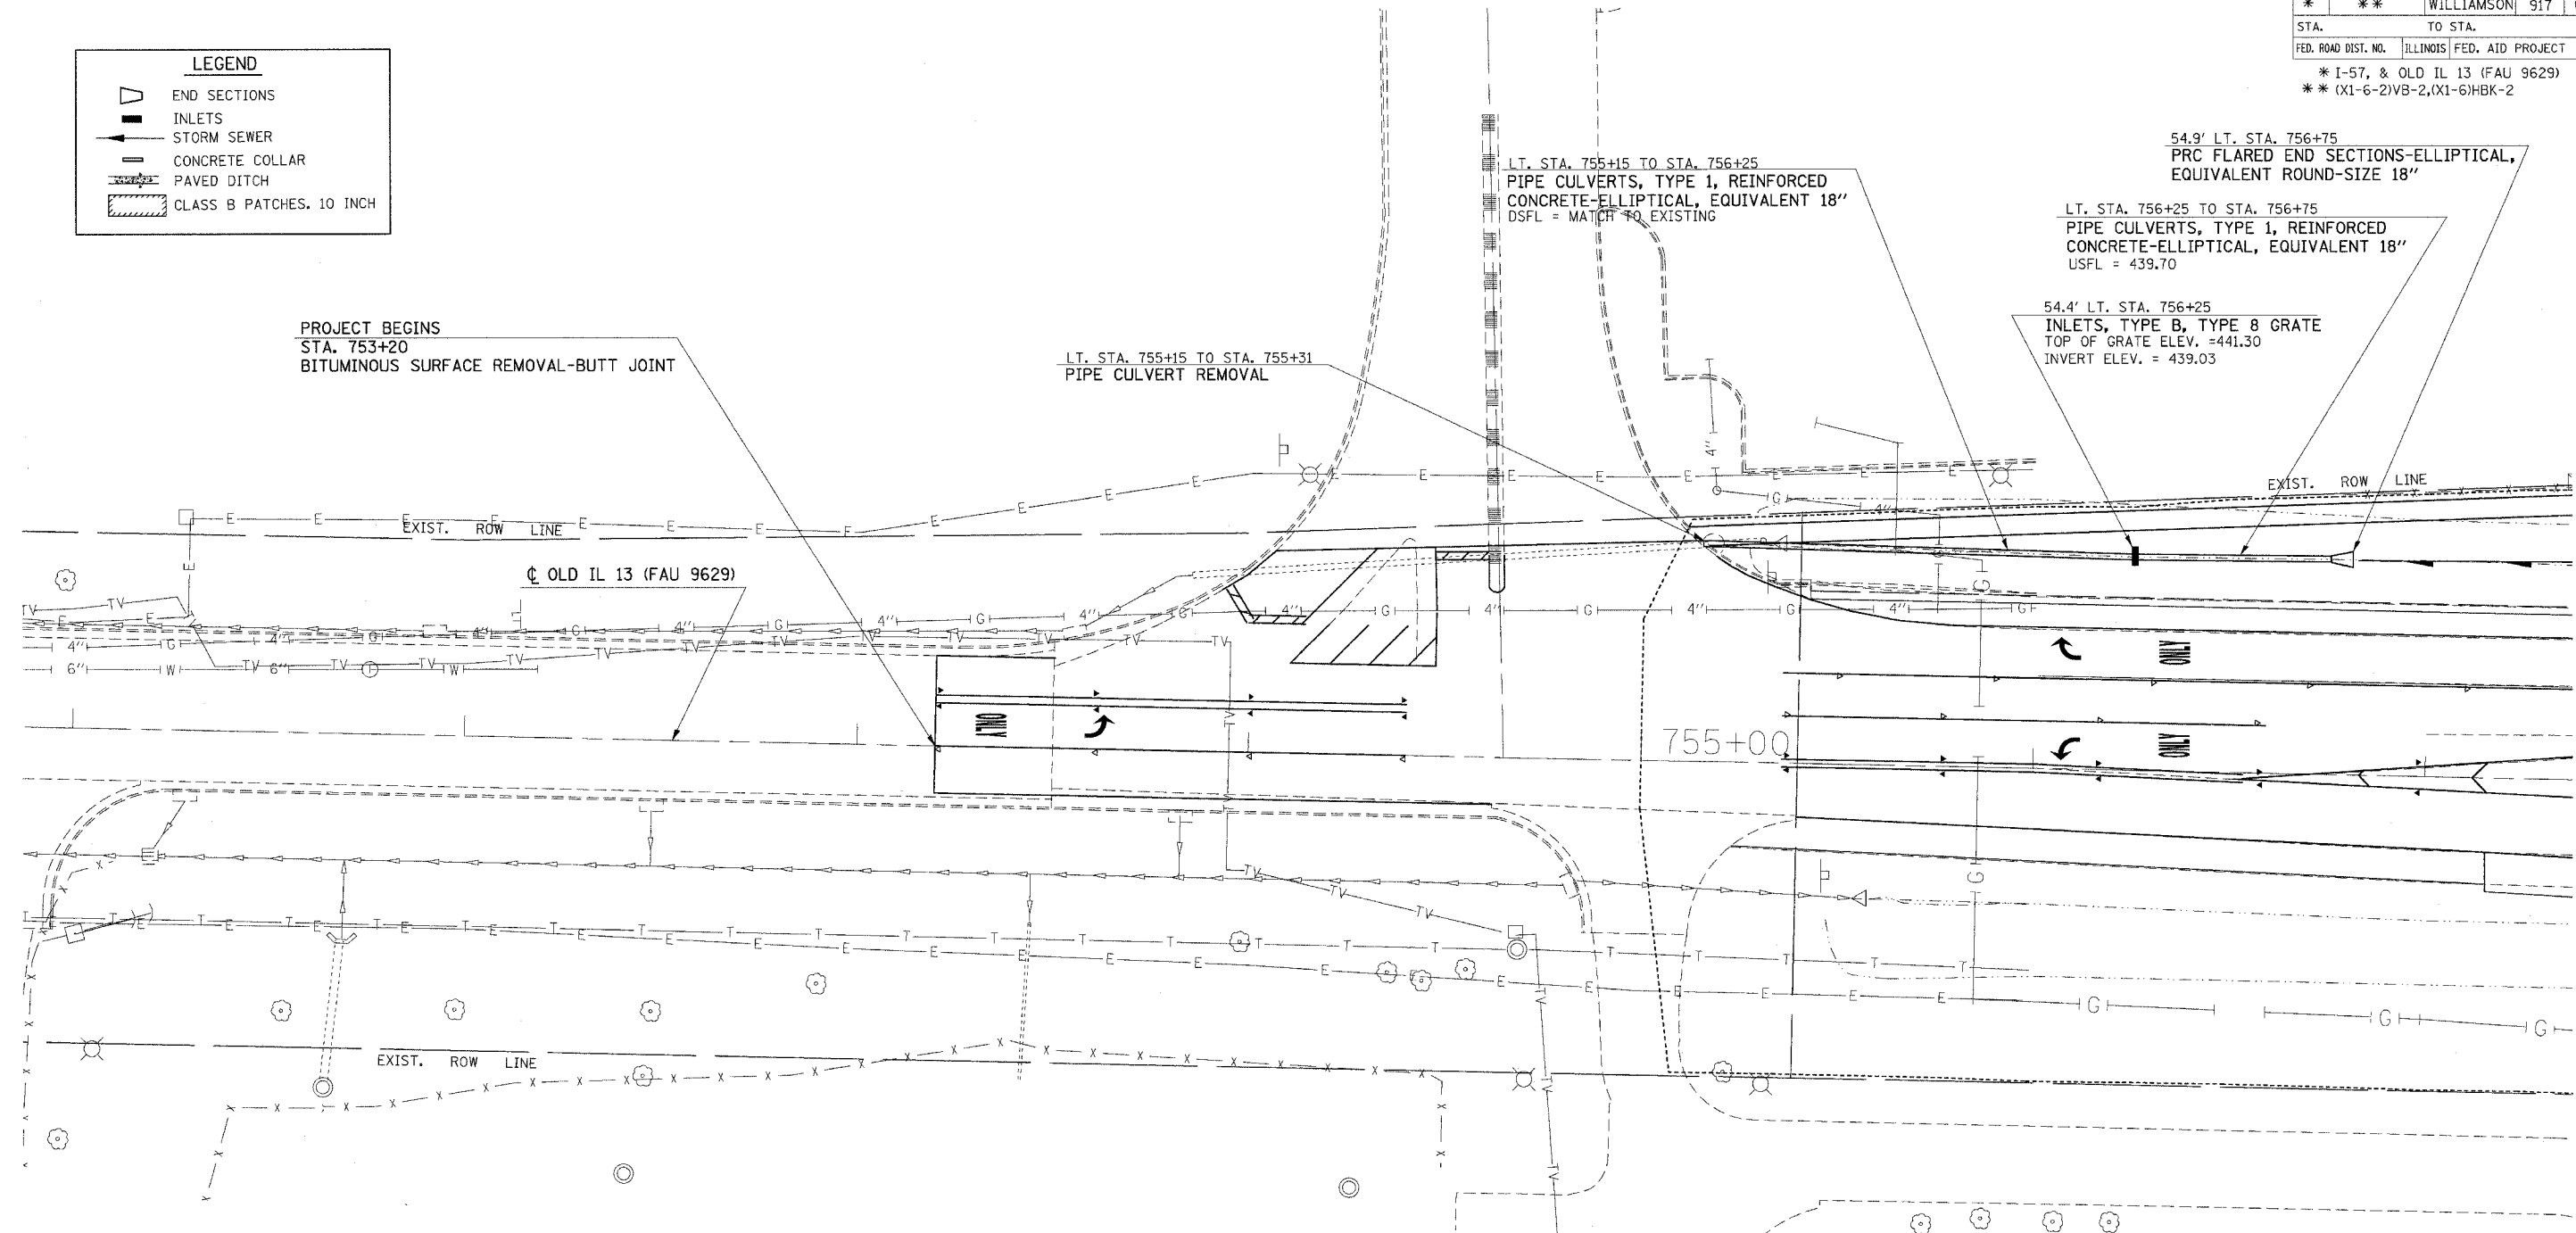 * ** WILLIAMSON 917
STA. TO STA.
FED. ROAD DIST. NO. ILLINOIS FED. AID PROJECT
* I-57, & OLD IL 13 (FAU 9629)
** (X1-6-2)VB-2,(X1-6)HBK-2
LEGEND
END SECTIONS
INLETS
STORM SEWER
CONCRETE COLLAR
PAVED DITCH
CLASS B PATCHES. 10 INCH
54.9' LT. STA. 756+75
PRC FLARED END SECTIONS-ELLIPTICAL,
EQUIVALENT ROUND-SIZE 18"
LT. STA. 755+15 TO STA. 756+25
PIPE CULVERTS, TYPE 1, REINFORCED
CONCRETE-ELLIPTICAL, EQUIVALENT 18"
DSFL = MATCH TO EXISTING
LT. STA. 756+25 TO STA. 756+75
PIPE CULVERTS, TYPE 1, REINFORCED
CONCRETE-ELLIPTICAL, EQUIVALENT 18"
USFL = 439.70
54.4' LT. STA. 756+25
INLETS, TYPE B, TYPE 8 GRATE
TOP OF GRATE ELEV. =441.30
INVERT ELEV. = 439.03
PROJECT BEGINS
STA. 753+20
BITUMINOUS SURFACE REMOVAL-BUTT JOINT
LT. STA. 755+15 TO STA. 755+31
PIPE CULVERT REMOVAL
EXIST. ROW LINE
EXIST. ROW LINE
℄ OLD IL 13 (FAU 9629)
ONLY
ONLY
755+00
ONLY
EXIST. ROW LINE